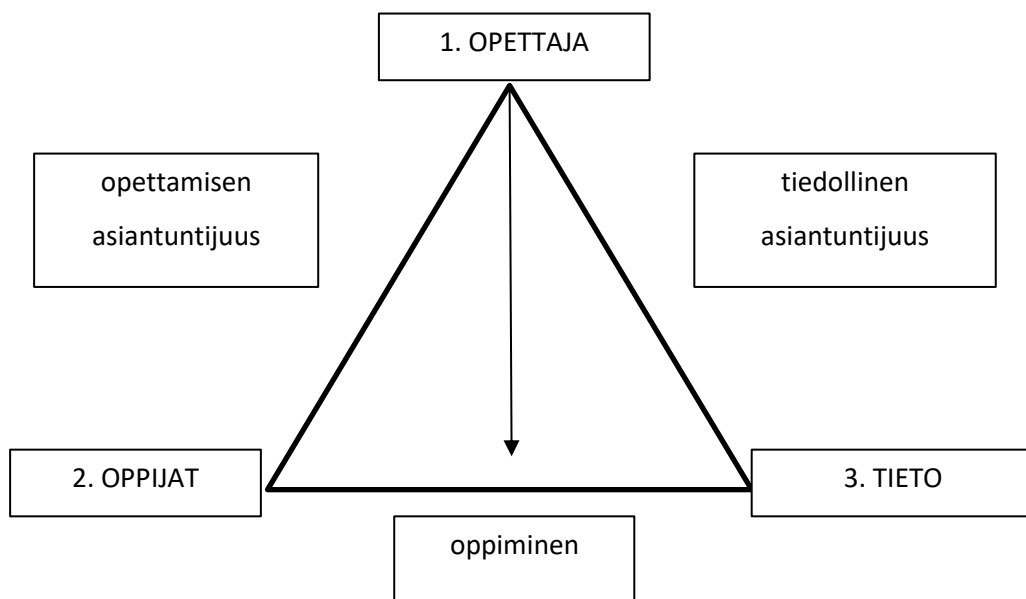 1. OPETTAJA
opettamisen
asiantuntijuus
tiedollinen
asiantuntijuus
2. OPPIJAT
3. TIETO
oppiminen